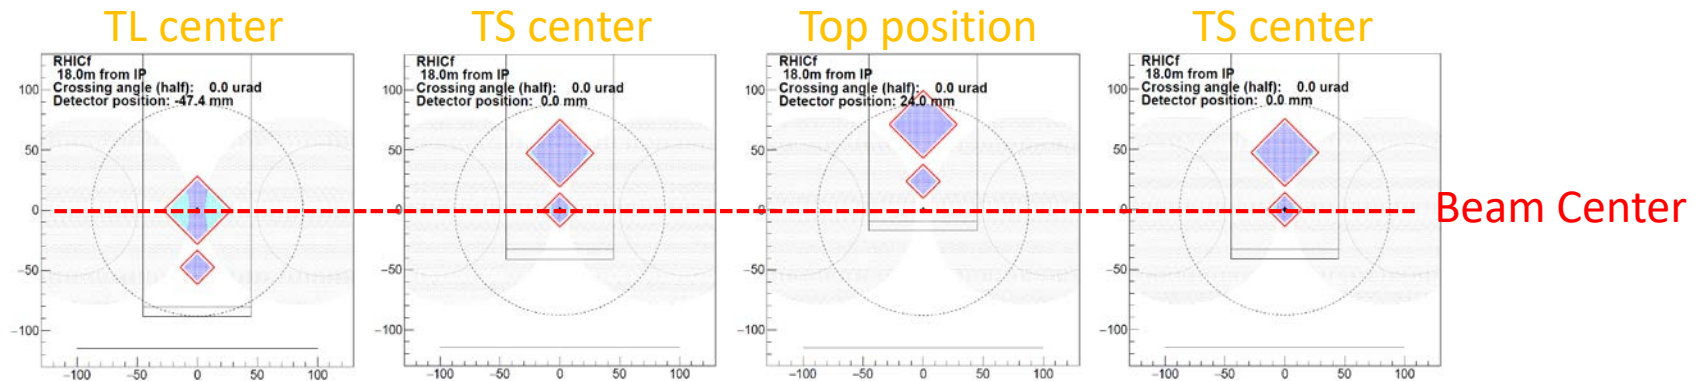 TL center
TS center
Top position
TS center
RHICf
18.0m from IP
Crossing angle (half): 0.0 urad
Detector position: -47.4 mm
100
50
0
−50
−100
−100 −50 0 50 100
RHICf
18.0m from IP
Crossing angle (half): 0.0 urad
Detector position: 0.0 mm
100
50
0
−50
−100
−100 −50 0 50 100
RHICf
18.0m from IP
Crossing angle (half): 0.0 urad
Detector position: 24.0 mm
100
50
0
−50
−100
−100 −50 0 50 100
RHICf
18.0m from IP
Crossing angle (half): 0.0 urad
Detector position: 0.0 mm
100
50
0
−50
−100
−100 −50 0 50 100
Beam Center